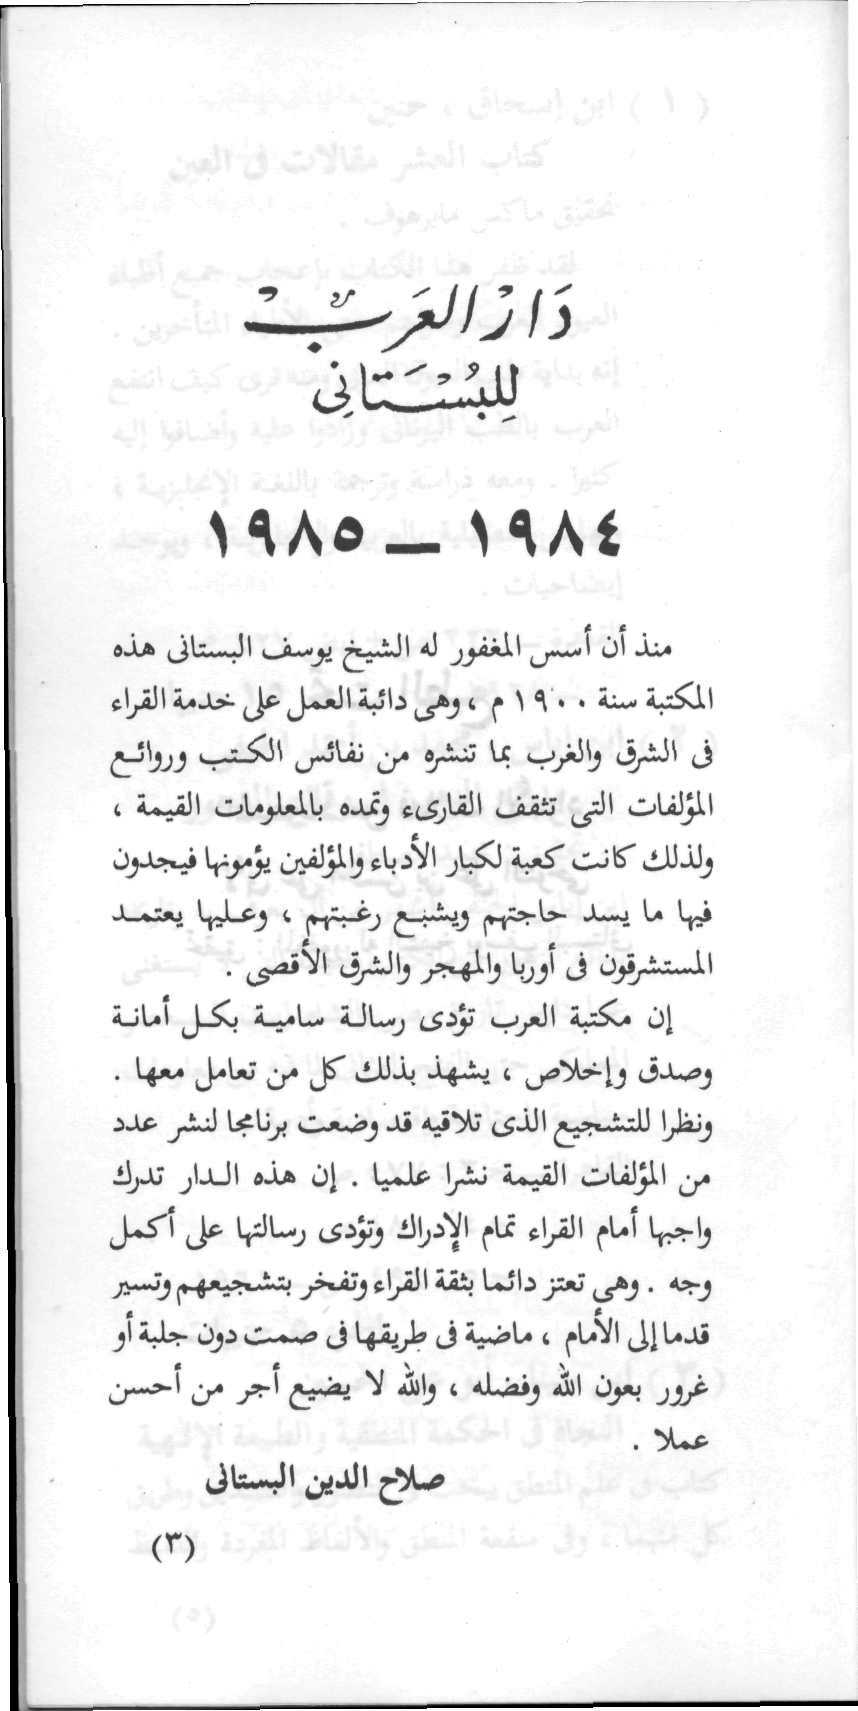 دَارُ العَرَبْ
لِلبُسْتَانِى
١٩٨٤ — ١٩٨٥
منذ أن أسس المغفور له الشيخ يوسف البستانى هذه
المكتبة سنة ١٩٠٠ م ، وهى دائبة العمل على خدمة القراء
فى الشرق والغرب بما تنشره من نفائس الكتب وروائع
المؤلفات التى تثقف القارىء وتمده بالمعلومات القيمة ،
ولذلك كانت كعبة لكبار الأدباء والمؤلفين يؤمونها فيجدون
فيها ما يسد حاجتهم ويشبع رغبتهم ، وعليها يعتمد
المستشرقون فى أوربا والمهجر والشرق الأقصى .
إن مكتبة العرب تؤدى رسالة سامية بكل أمانة
وصدق وإخلاص ، يشهذ بذلك كل من تعامل معها .
ونظرا للتشجيع الذى تلاقيه قد وضعت برنامجا لنشر عدد
من المؤلفات القيمة نشرا علميا . إن هذه الدار تدرك
واجبها أمام القراء تمام الإدراك وتؤدى رسالتها على أكمل
وجه . وهى تعتز دائما بثقة القراء وتفخر بتشجيعهم وتسير
قدما إلى الأمام ، ماضية فى طريقها فى صمت دون جلبة أو
غرور بعون الله وفضله ، والله لا يضيع أجر من أحسن
عملا .
صلاح الدين البستانى
(٣)